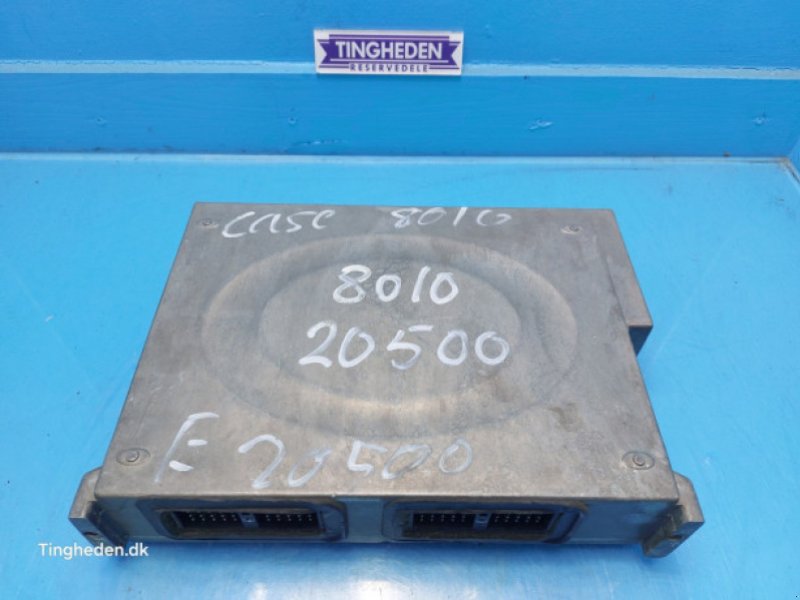 TINGHEDEN
RESERVEDELE
CASE 8010
8010
20500
E 20500
Tingheden.dk